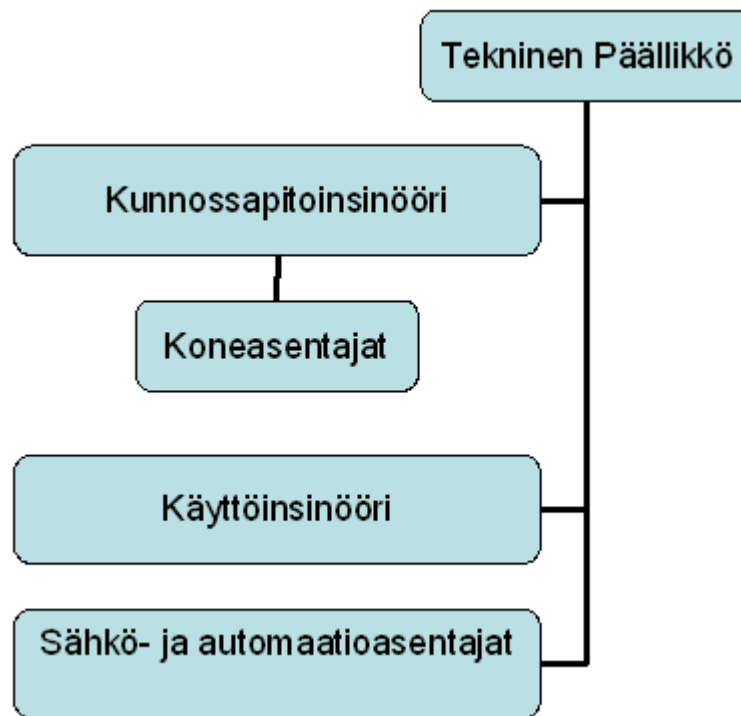 Tekninen Päällikkö
Kunnossapitoinsinööri
Koneasentajat
Käyttöinsinööri
Sähkö- ja automaatioasentajat